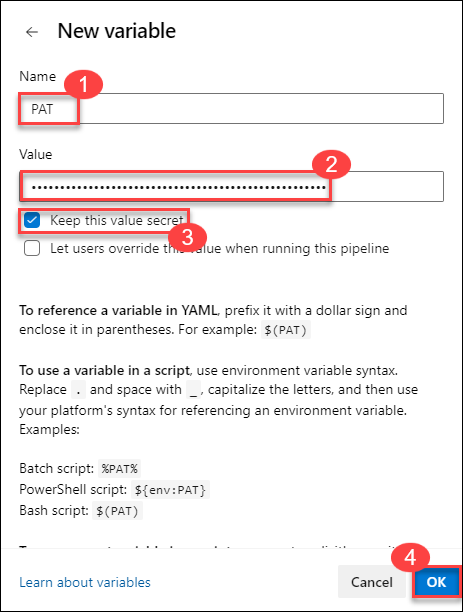 ← New variable
Name
1
PAT
Value
2
••••••••••••••••••••••••••••••••••••••••••••••••••••
Keep this value secret
3
Let users override this value when running this pipeline
To reference a variable in YAML, prefix it with a dollar sign and
enclose it in parentheses. For example: $(PAT)
To use a variable in a script, use environment variable syntax.
Replace . and space with _, capitalize the letters, and then use
your platform's syntax for referencing an environment variable.
Examples:
Batch script: %PAT%
PowerShell script: ${env:PAT}
Bash script: $(PAT)
4
Learn about variables
Cancel
OK